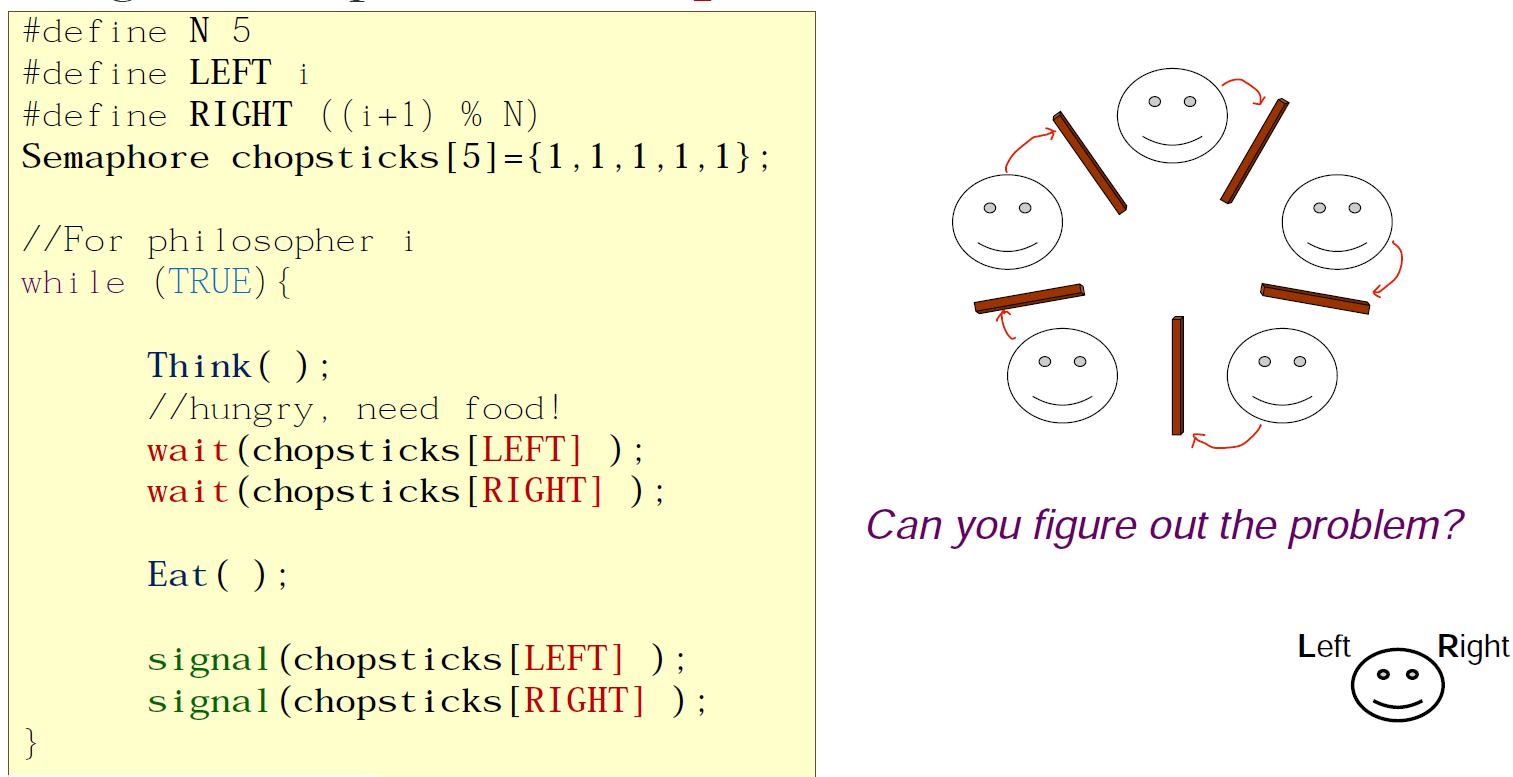 #define N 5
#define LEFT i
#define RIGHT ((i+1) % N)
Semaphore chopsticks[5]={1,1,1,1,1};
//For philosopher i
while (TRUE){
Think( );
//hungry, need food!
wait(chopsticks[LEFT] );
wait(chopsticks[RIGHT] );
Eat( );
signal(chopsticks[LEFT] );
signal(chopsticks[RIGHT] );
}
Can you figure out the problem?
Left Right